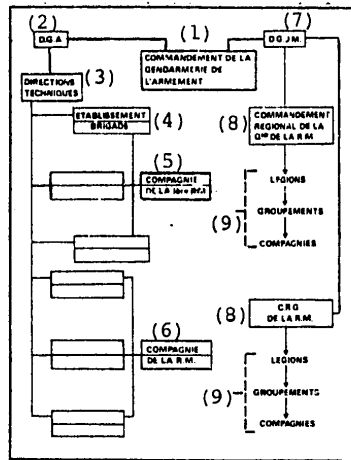 (2)
D.G.A
(1)
(7)
D.G.J.M.
COMMANDEMENT DE LA
GENDARMERIE DE
L'ARMEMENT
DIRECTIONS
TECHNIQUES
(3)
ETABLISSEMENT
BRIGADE
(4)
(8)
COMMANDEMENT
REGIONAL DE LA
DE LA R.M
(5)
COMPAGNIE
DE LA 1ère RM
LEGIONS
(9)
GROUPEMENTS
COMPAGNIES
(6)
COMPAGNIE
DE LA R.M.
(8)
C.R.G
DE LA R.M.
LEGIONS
(9)
GROUPEMENTS
COMPAGNIES